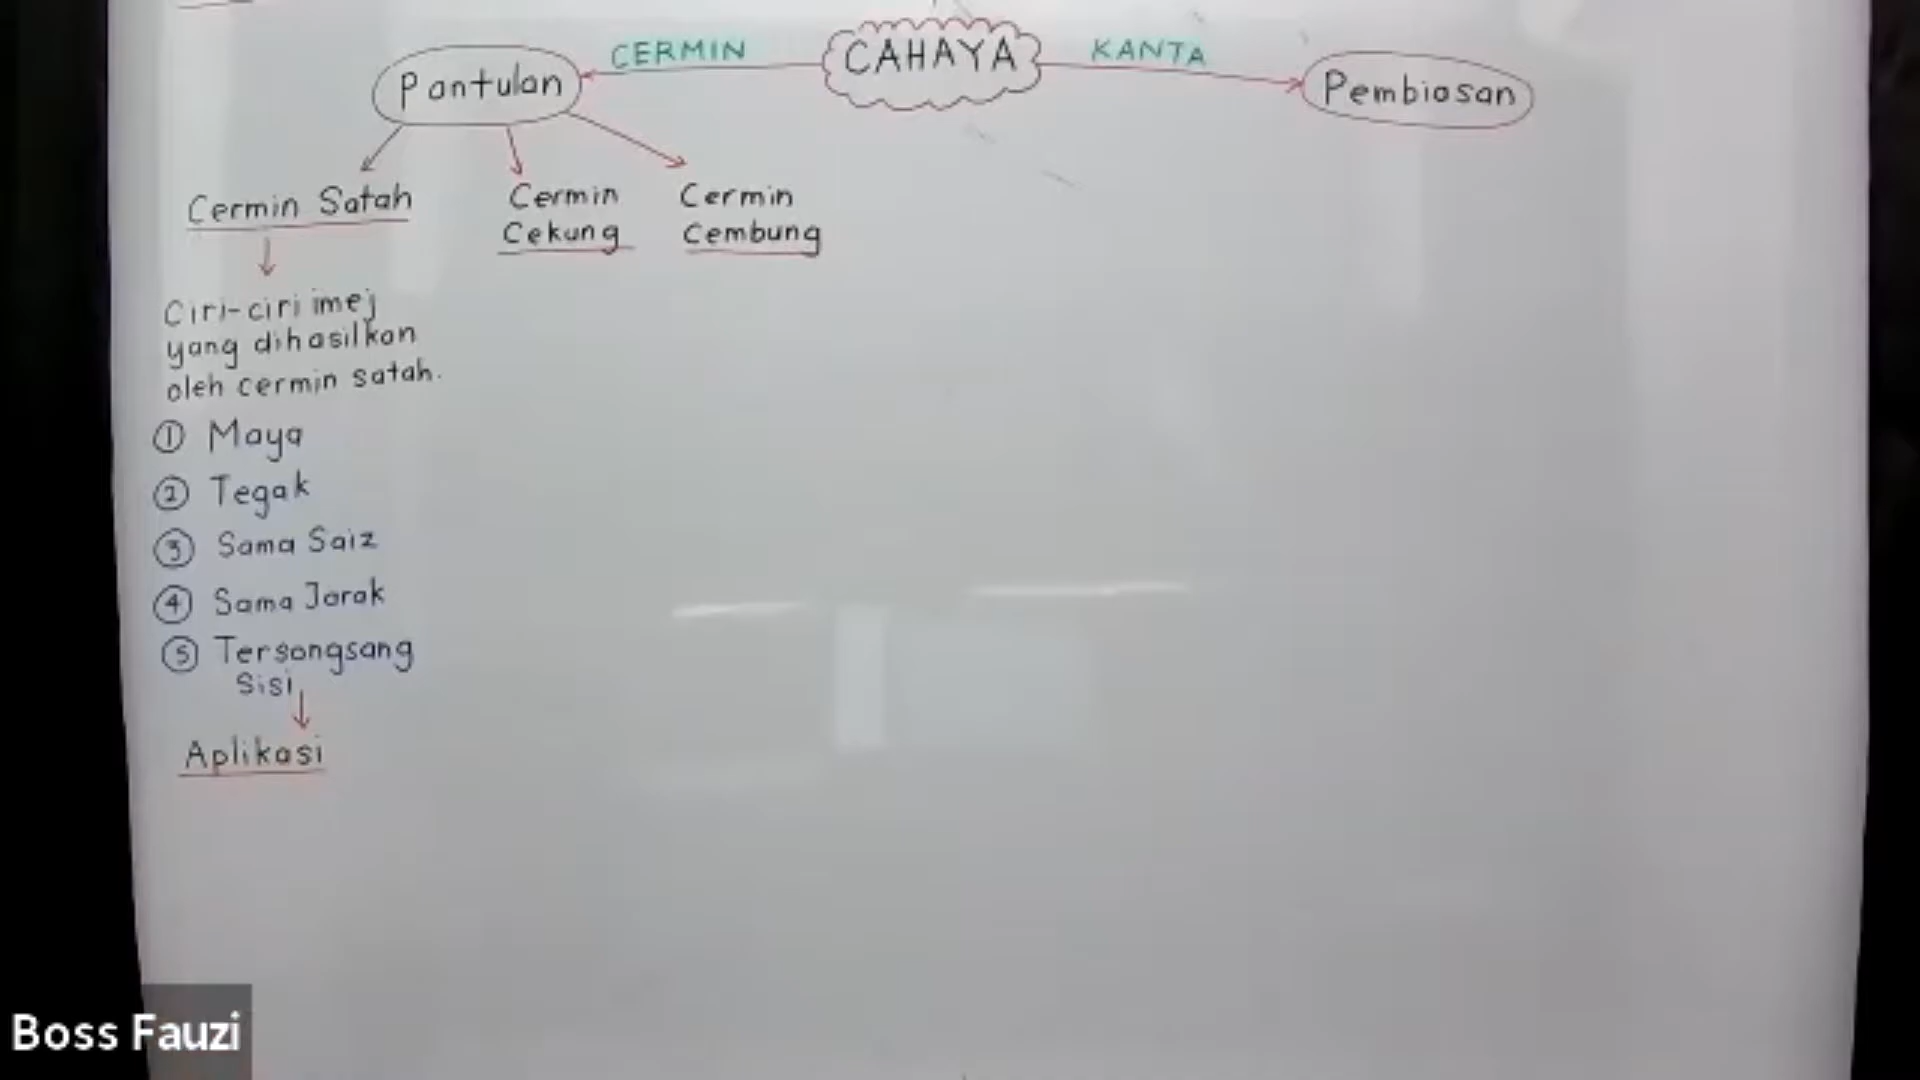 CAHAYA
CERMIN
KANTA
Pantulan
Pembiasan
Cermin Satah
Cermin
Cekung
Cermin
Cembung
Ciri-ciri imej
yang dihasilkan
oleh cermin satah.
① Maya
② Tegak
③ Sama Saiz
④ Sama Jarak
⑤ Tersongsang
Sisi
Aplikasi
Boss Fauzi